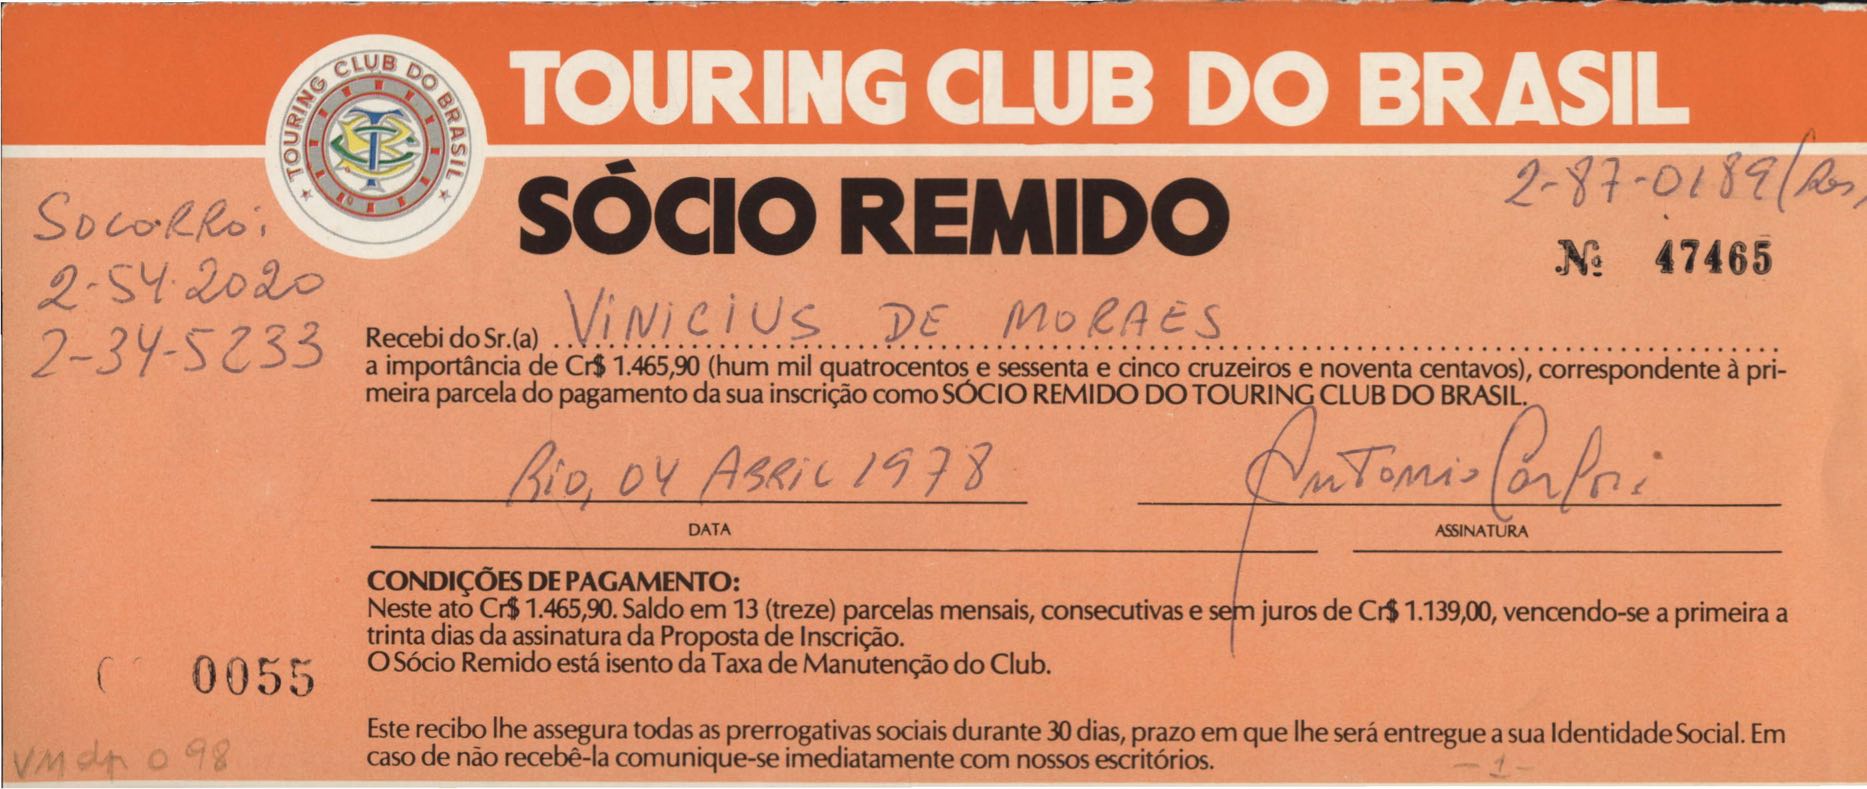 TOURING CLUB DO BRASIL
TOURING CLUB DO BRASIL
SÓCIO REMIDO
2-87-0189 (Res.
Nº 47465
SOCORRO:
2-54-2020
2-34-5233
Recebi do Sr.(a) VINICIUS DE MORAES
a importância de Cr$ 1.465,90 (hum mil quatrocentos e sessenta e cinco cruzeiros e noventa centavos), correspondente à pri-
meira parcela do pagamento da sua inscrição como SÓCIO REMIDO DO TOURING CLUB DO BRASIL.
Rio, 04 ABRIL 1978
Antonio
DATA
ASSINATURA
CONDIÇÕES DE PAGAMENTO:
Neste ato Cr$ 1.465,90. Saldo em 13 (treze) parcelas mensais, consecutivas e sem juros de Cr$ 1.139,00, vencendo-se a primeira a
trinta dias da assinatura da Proposta de Inscrição.
O Sócio Remido está isento da Taxa de Manutenção do Club.
0055
Este recibo lhe assegura todas as prerrogativas sociais durante 30 dias, prazo em que lhe será entregue a sua Identidade Social. Em
caso de não recebê-la comunique-se imediatamente com nossos escritórios.
VMdp 098
-1-